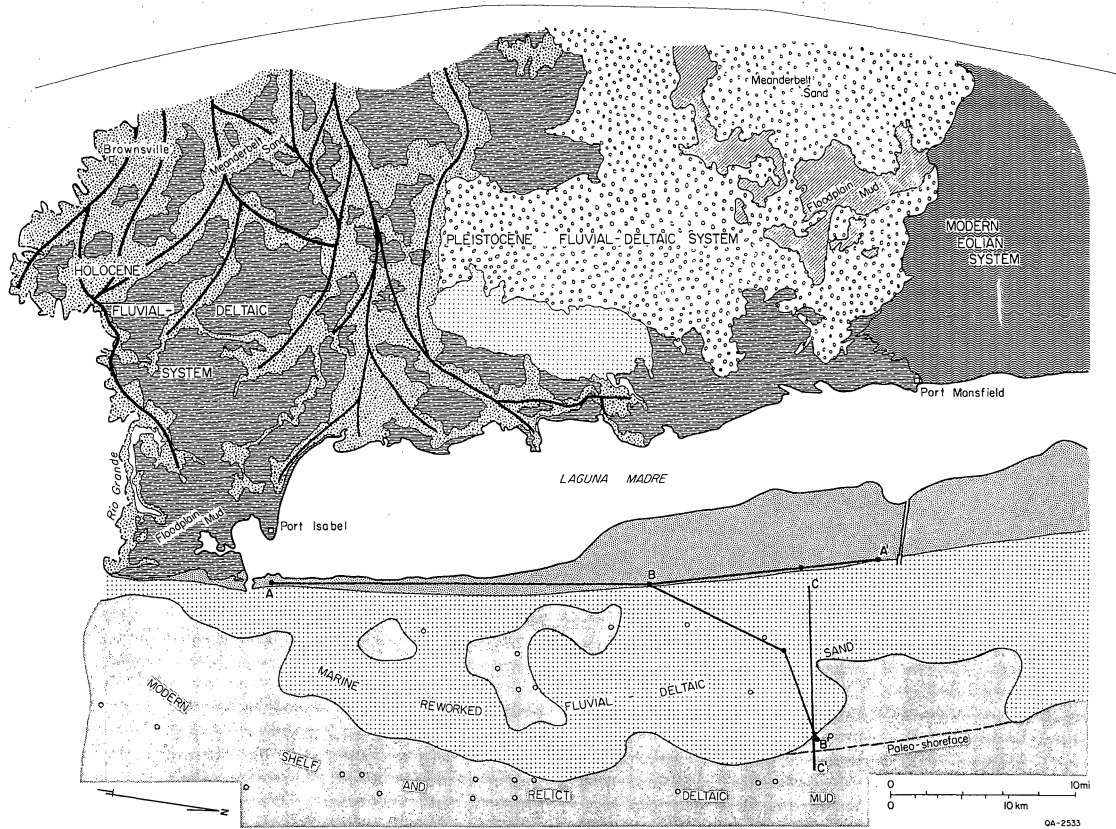 Meanderbelt
Sand
Brownsville
Meanderbelt
Sand
Floodplain Mud
PLEISTOCENE FLUVIAL-DELTAIC SYSTEM
MODERN
EOLIAN
SYSTEM
HOLOCENE
FLUVIAL-DELTAIC
SYSTEM
Port Mansfield
Rio Grande
Floodplain Mud
LAGUNA MADRE
Port Isabel
A
B
A'
C
MARINE
REWORKED
FLUVIAL - DELTAIC
SAND
MODERN
SHELF
AND
RELICT
DELTAIC
MUD
B'
P
C'
Paleo-shoreface
N
10mi
10 km
QA-2533